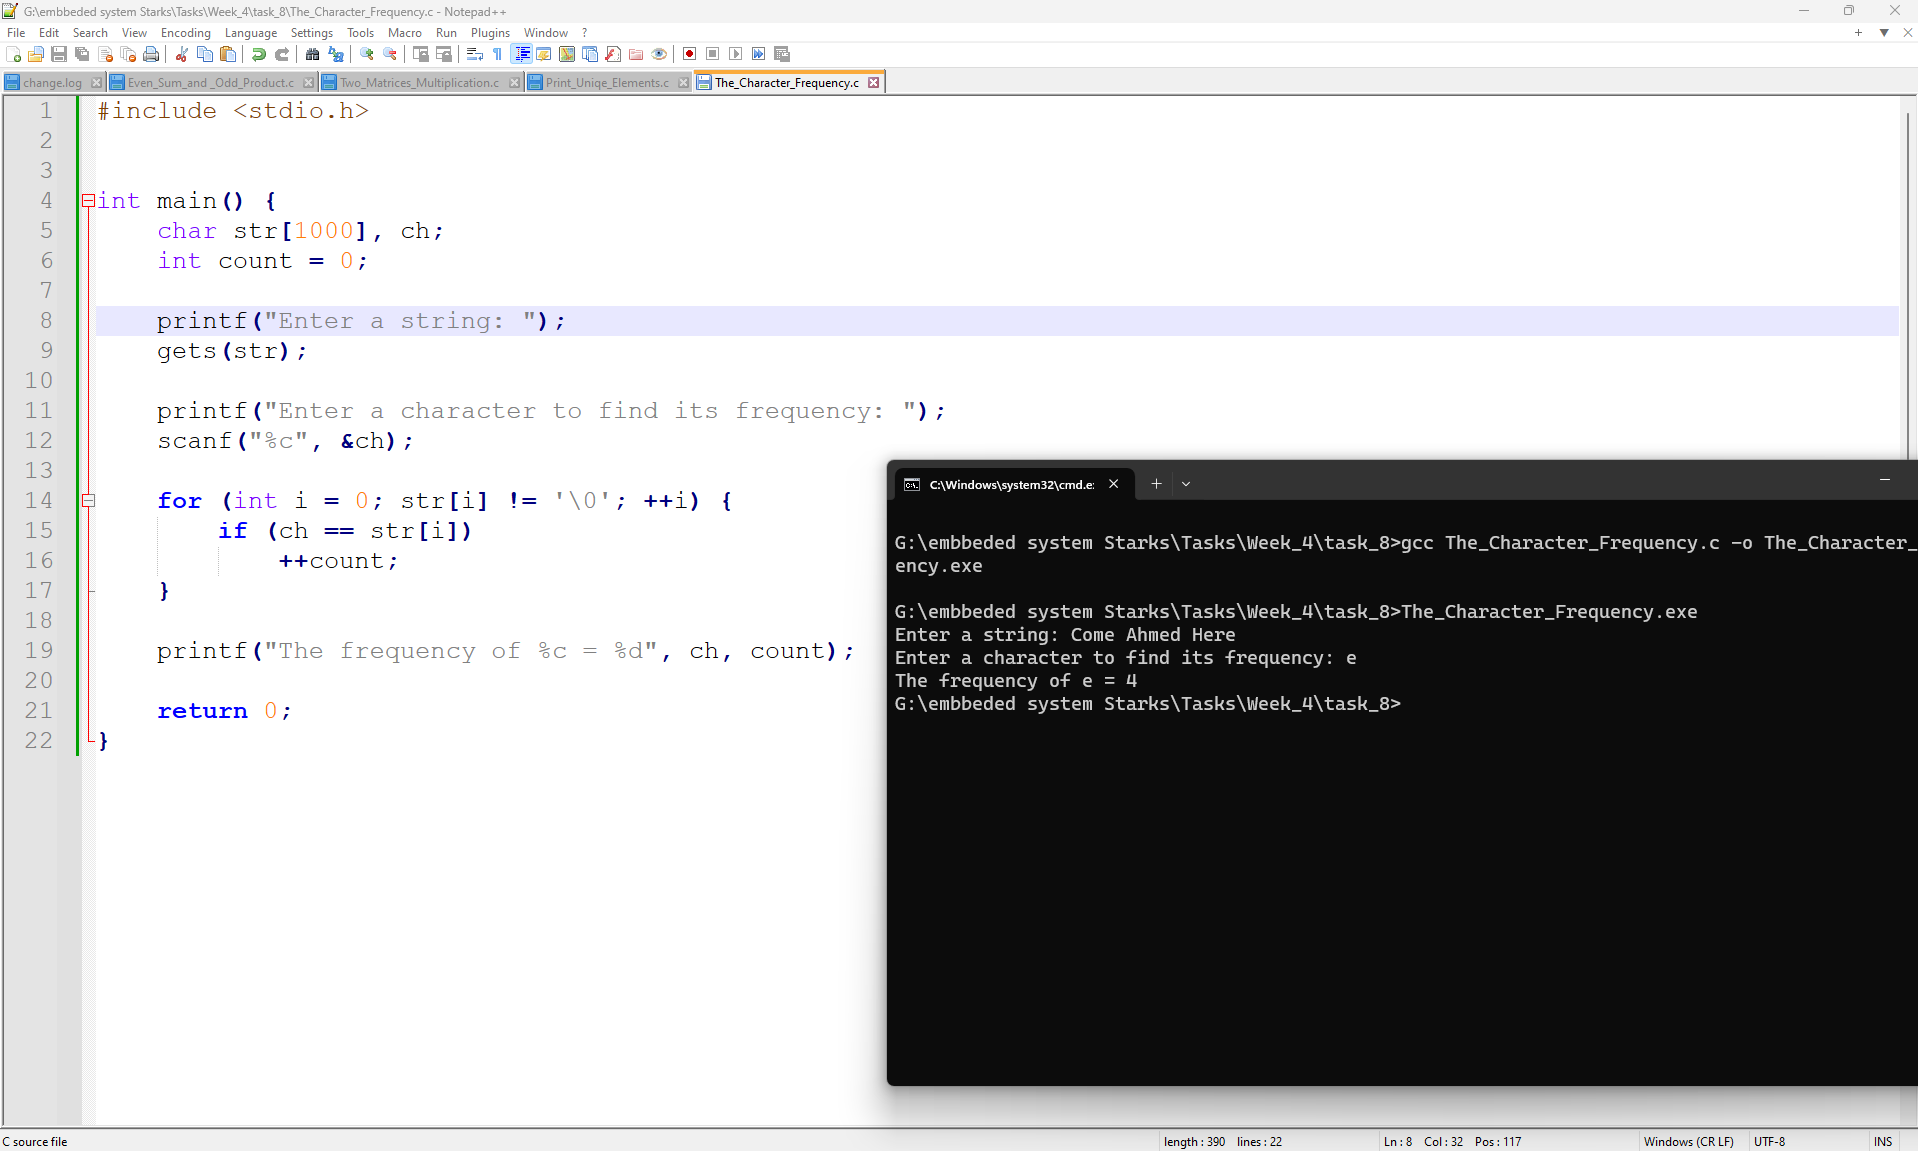 G:\embbeded system Starks\Tasks\Week_4\task_8\The_Character_Frequency.c - Notepad++
File Edit Search View Encoding Language Settings Tools Macro Run Plugins Window ?
change.log Even_Sum_and _Odd_Product.c Two_Matrices_Multiplication.c Print_Uniqe_Elements.c The_Character_Frequency.c
1 #include <stdio.h>
2
3
4 int main() {
5 char str[1000], ch;
6 int count = 0;
7
8 printf("Enter a string: ");
9 gets(str);
10
11 printf("Enter a character to find its frequency: ");
12 scanf("%c", &ch);
13
14 for (int i = 0; str[i] != '\0'; ++i) {
15 if (ch == str[i])
16 ++count;
17 }
18
19 printf("The frequency of %c = %d", ch, count);
20
21 return 0;
22 }
C:\Windows\system32\cmd.e:
G:\embbeded system Starks\Tasks\Week_4\task_8>gcc The_Character_Frequency.c -o The_Character_
ency.exe
G:\embbeded system Starks\Tasks\Week_4\task_8>The_Character_Frequency.exe
Enter a string: Come Ahmed Here
Enter a character to find its frequency: e
The frequency of e = 4
G:\embbeded system Starks\Tasks\Week_4\task_8>
C source file length : 390 lines : 22 Ln : 8 Col : 32 Pos : 117 Windows (CR LF) UTF-8 INS